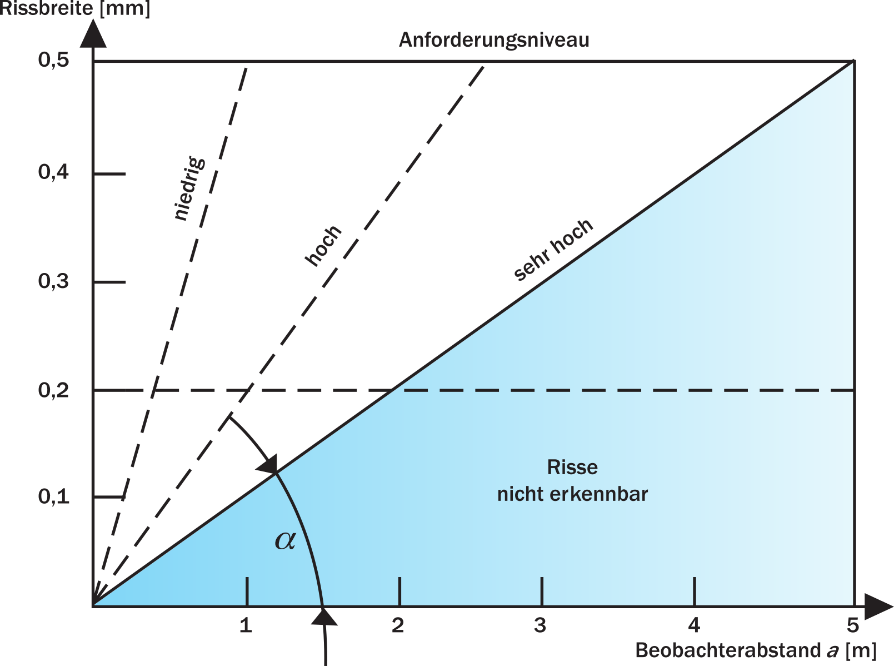 Rissbreite [mm]
Anforderungsniveau
0,5
0,4
0,3
0,2
0,1
niedrig
hoch
sehr hoch
Risse
nicht erkennbar
α
1
2
3
4
5
Beobachterabstand a [m]